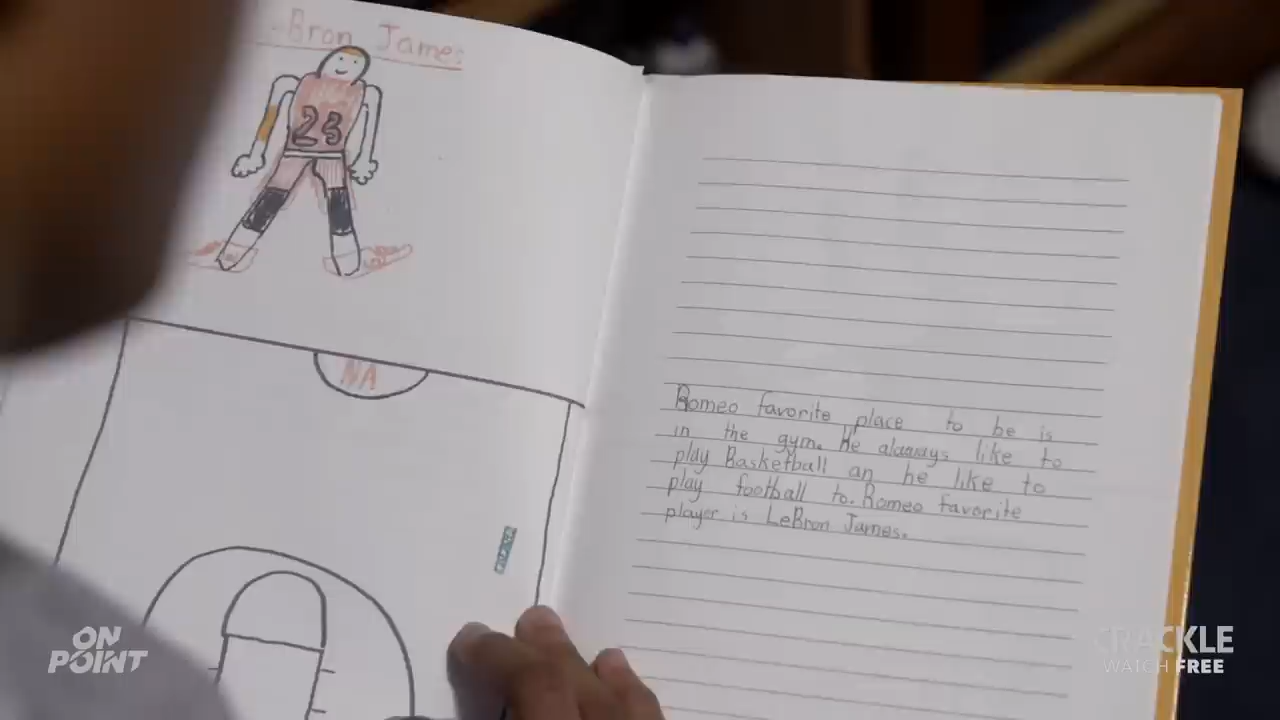 Bron James
23
NA
Romeo favorite place to be is
in the gym. He alaways like to
play Basketball an he like to
play football to. Romeo favorite
player is LeBron James.
ON
POINT
CRACKLE
WATCH FREE